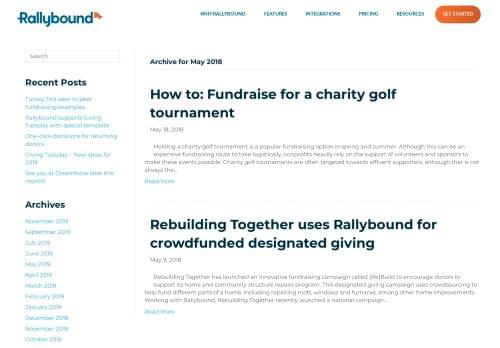 Rallybound
WHY RALLYBOUND
FEATURES
INTEGRATIONS
PRICING
RESOURCES
GET STARTED
Search
Recent Posts
Turkey Trot peer to peer
fundraising examples
Rallybound supports Giving
Tuesday with special template
One-click donations for returning
donors
Giving Tuesday – New ideas for
2019
See you at Dreamforce later this
month!
Archives
November 2019
September 2019
July 2019
June 2019
May 2019
April 2019
March 2019
February 2019
January 2019
December 2018
November 2018
October 2018
Archive for May 2018
How to: Fundraise for a charity golf
tournament
May 18, 2018
Holding a charity golf tournament is a popular fundraising option in spring and summer. Although this can be an
expensive fundraising route to take logistically, nonprofits heavily rely on the support of volunteers and sponsors to
make these events possible. Charity golf tournaments are often targeted towards affluent supporters, although that is not
always the...
Read More
Rebuilding Together uses Rallybound for
crowdfunded designated giving
May 9, 2018
Rebuilding Together has launched an innovative fundraising campaign called [Re]Build to encourage donors to
support its home and community structure repairs program. This designated giving campaign uses crowdsourcing to
help fund different parts of a home, including repairing roofs, windows and furnaces, among other home improvements.
Working with Rallybound, Rebuilding Together recently launched a national campaign...
Read More